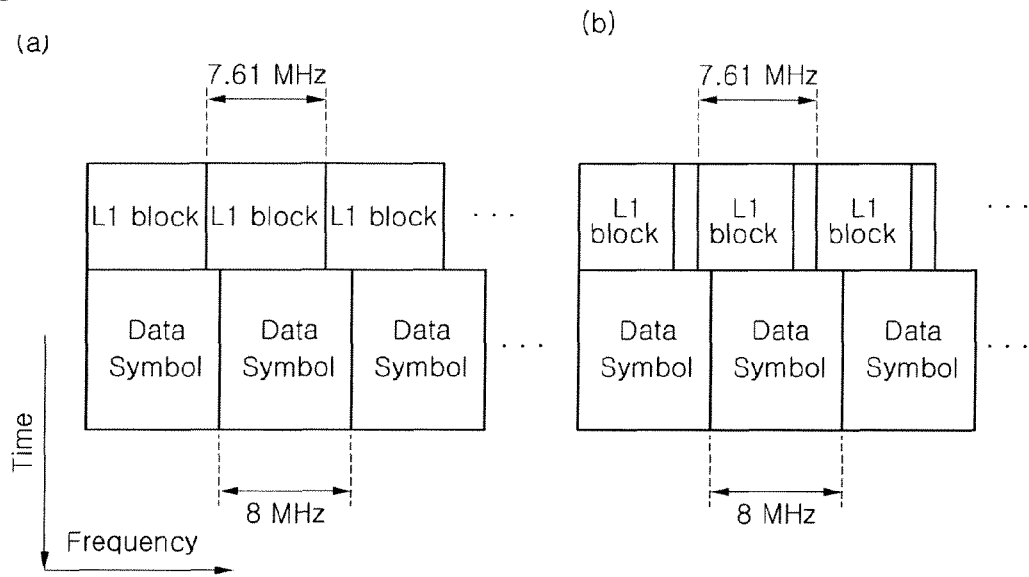 (a)
7.61 MHz
L1 block L1 block L1 block . . .
Data Symbol
Data Symbol
Data Symbol
. . .
8 MHz
Time
Frequency
(b)
7.61 MHz
L1 block
L1 block
L1 block
. . .
Data Symbol
Data Symbol
Data Symbol
. . .
8 MHz